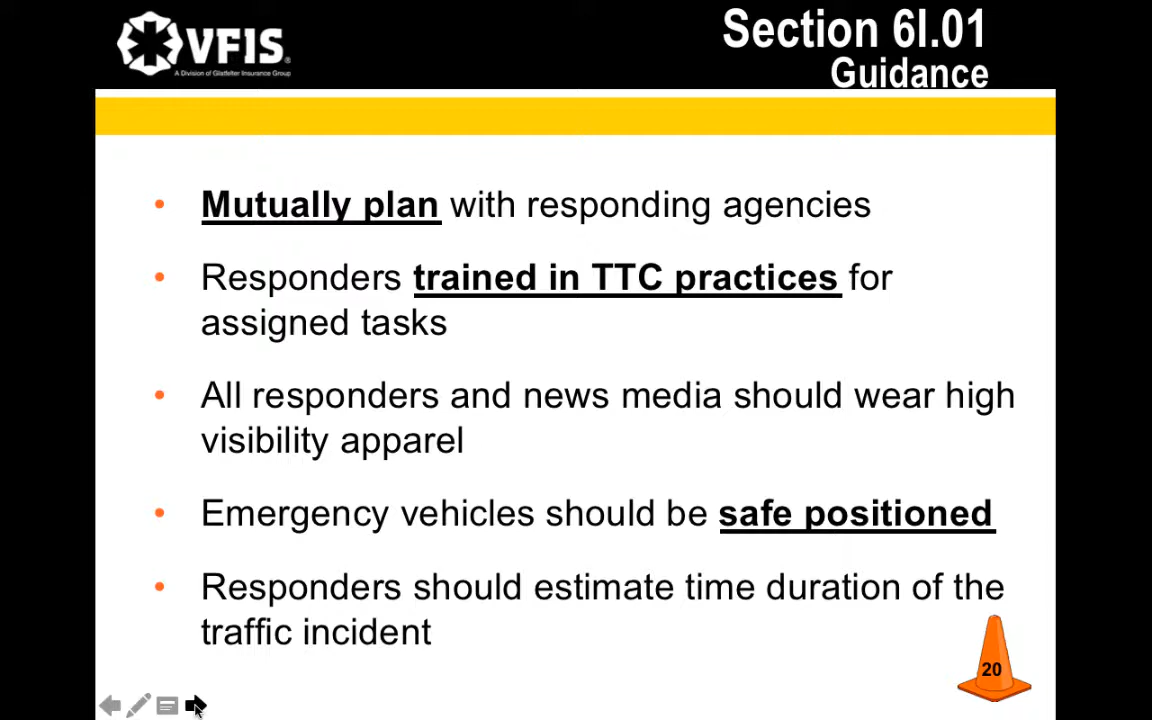 VFIS®
A Division of Glatfelter Insurance Group
Section 6I.01
Guidance
• Mutually plan with responding agencies
• Responders trained in TTC practices for
assigned tasks
• All responders and news media should wear high
visibility apparel
• Emergency vehicles should be safe positioned
• Responders should estimate time duration of the
traffic incident
20